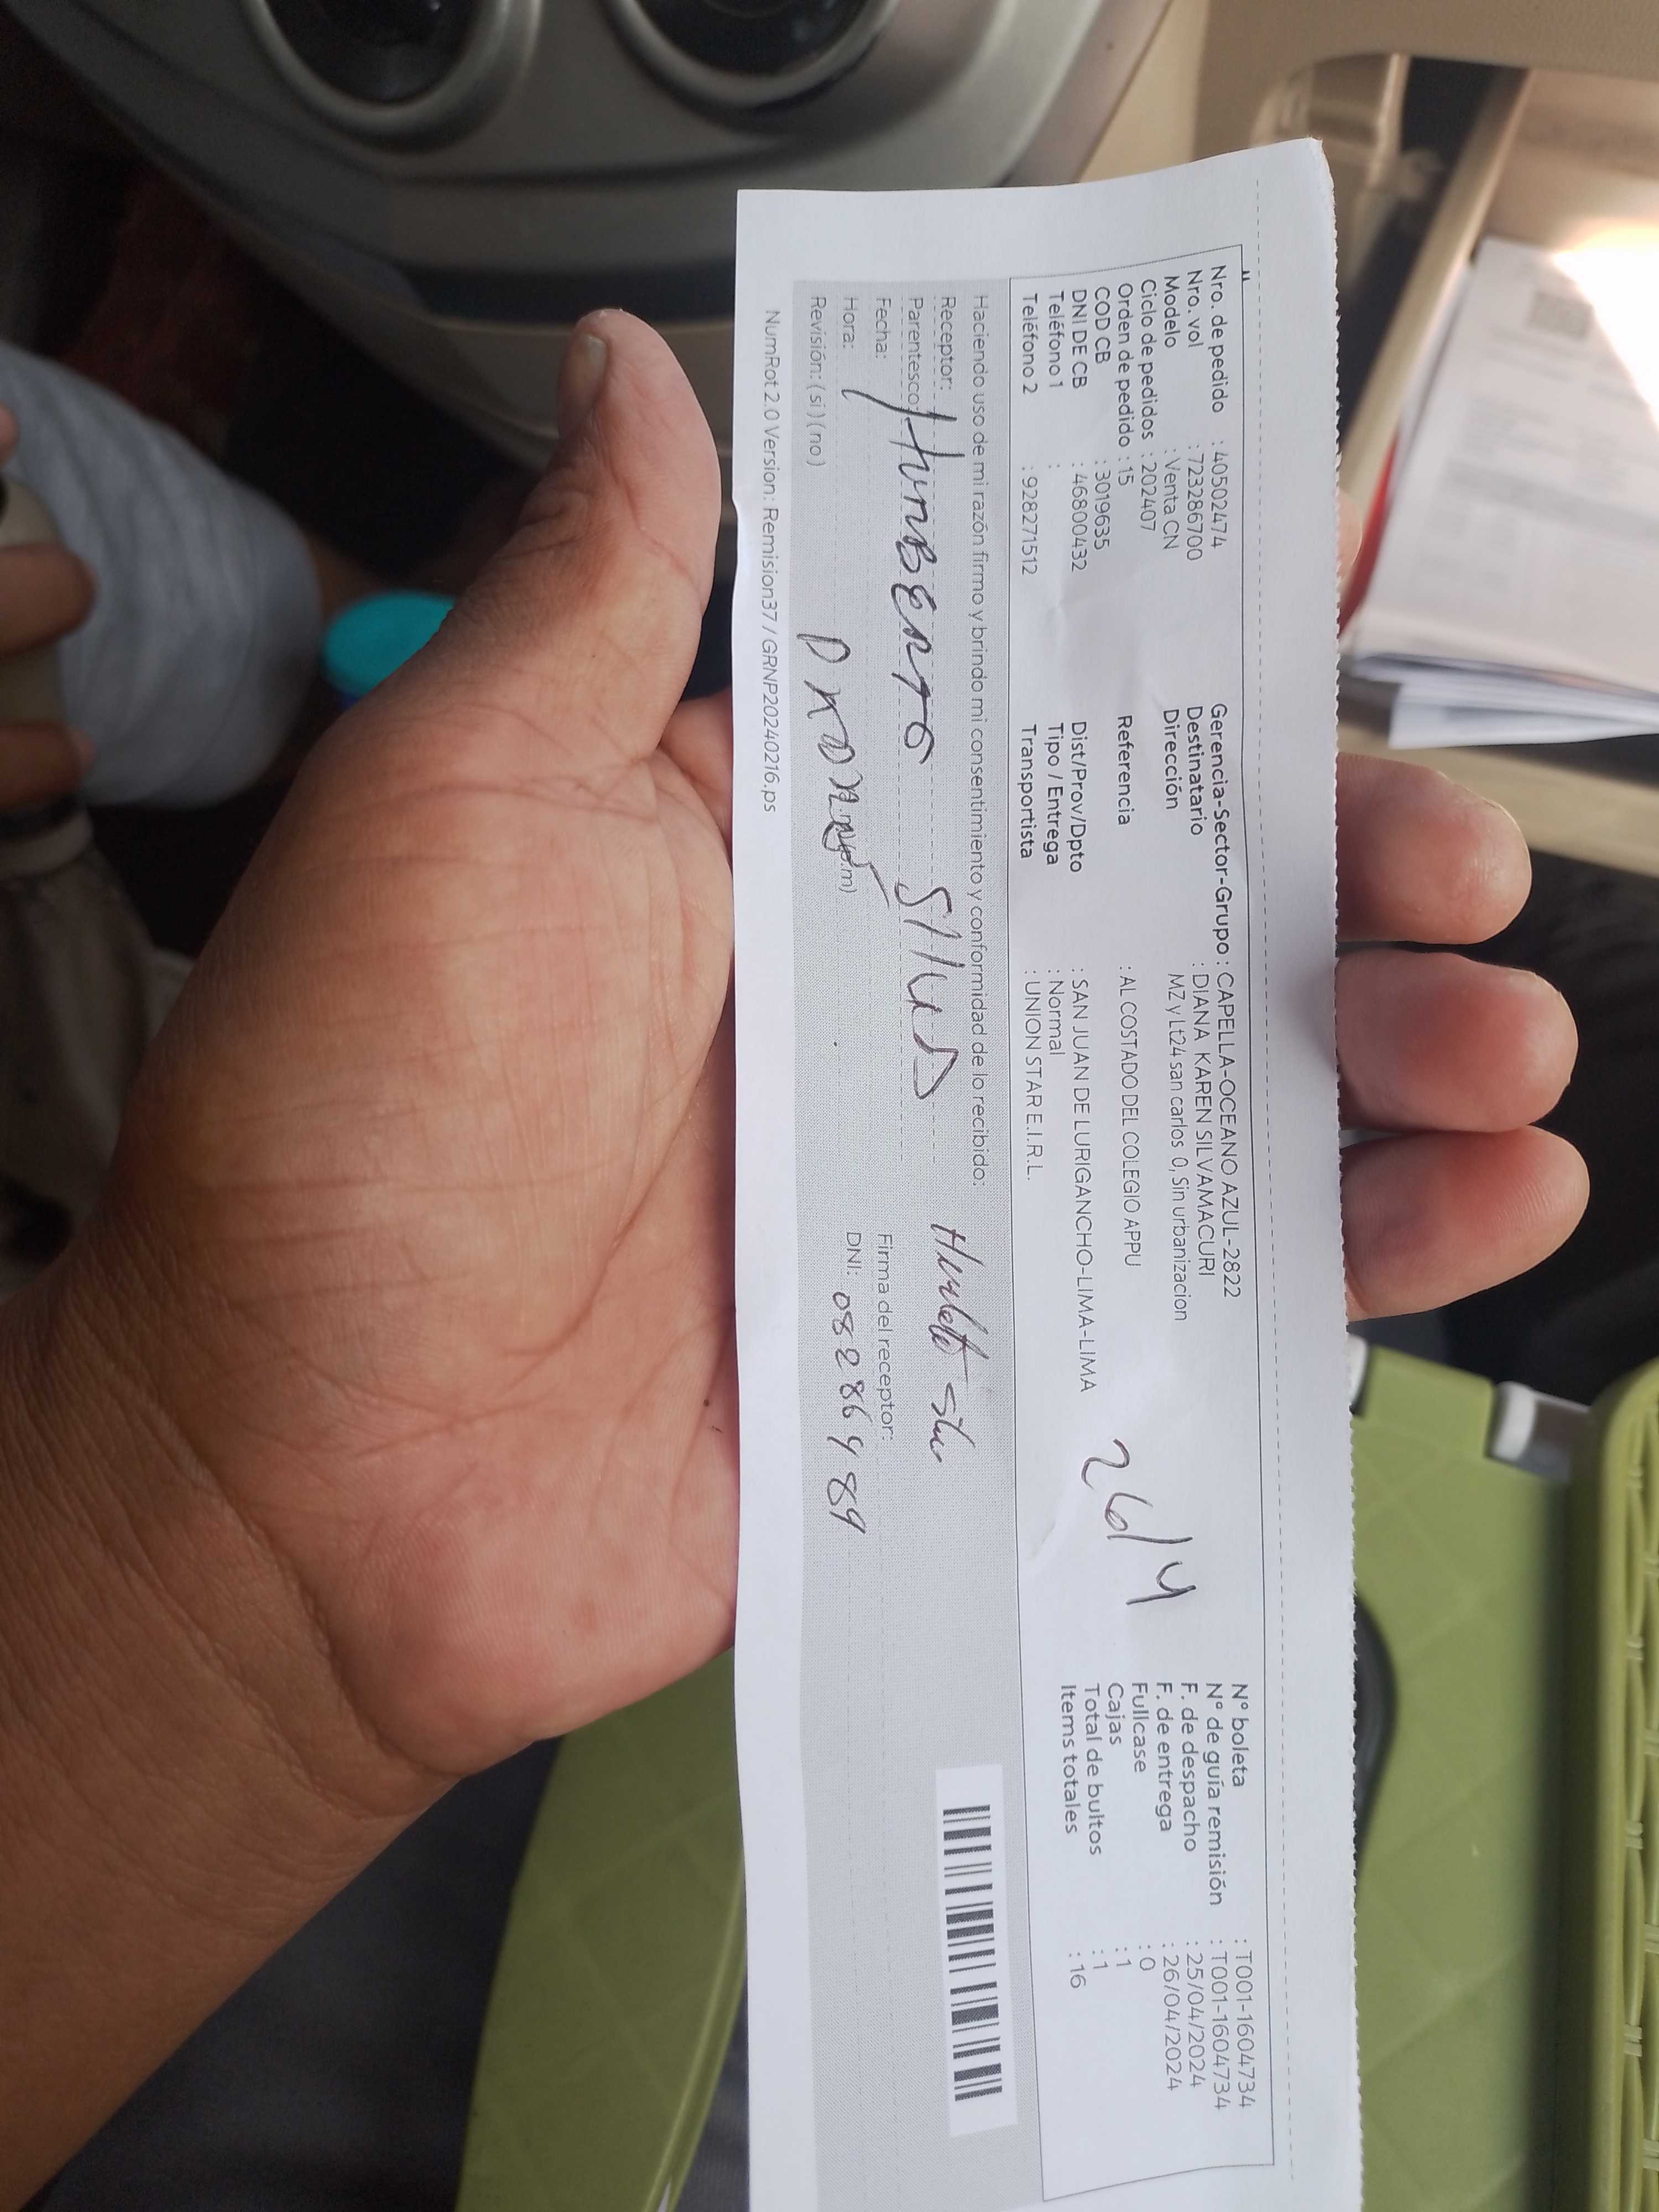 Nro. de pedido : 40502474
Nro. vol : 723286700
Modelo : Venta CN
Ciclo de pedidos : 202407
Orden de pedido : 15
COD CB : 3019635
DNI DE CB : 46800432
Teléfono 1 :
Teléfono 2 : 928271512
Gerencia-Sector-Grupo : CAPELLA-OCEANO AZUL-2822
Destinatario : DIANA KAREN SILVAMACURI
Dirección MZ y Lt24 san carlos 0, Sin urbanizacion
Referencia : AL COSTADO DEL COLEGIO APPU
Dist/Prov/Dpto : SAN JUAN DE LURIGANCHO-LIMA-LIMA
Tipo / Entrega : Normal
Transportista : UNION STAR E.I.R.L.
26/4
N° boleta : T001-1604734
N° de guía remisión : T001-1604734
F. de despacho : 25/04/2024
F. de entrega : 26/04/2024
Fullcase : 0
Cajas : 1
Total de bultos : 1
Items totales : 16
Haciendo uso de mi razón firmo y brindo mi consentimiento y conformidad de lo recibido:
Receptor:
Parentesco:
Humberto Silva
Fecha:
Hora: m)
Revisión: ( si ) ( no )
Firma del receptor:
DNI: 08286489
NumRot 2.0 Version: Remision37 / GRNP20240216.ps